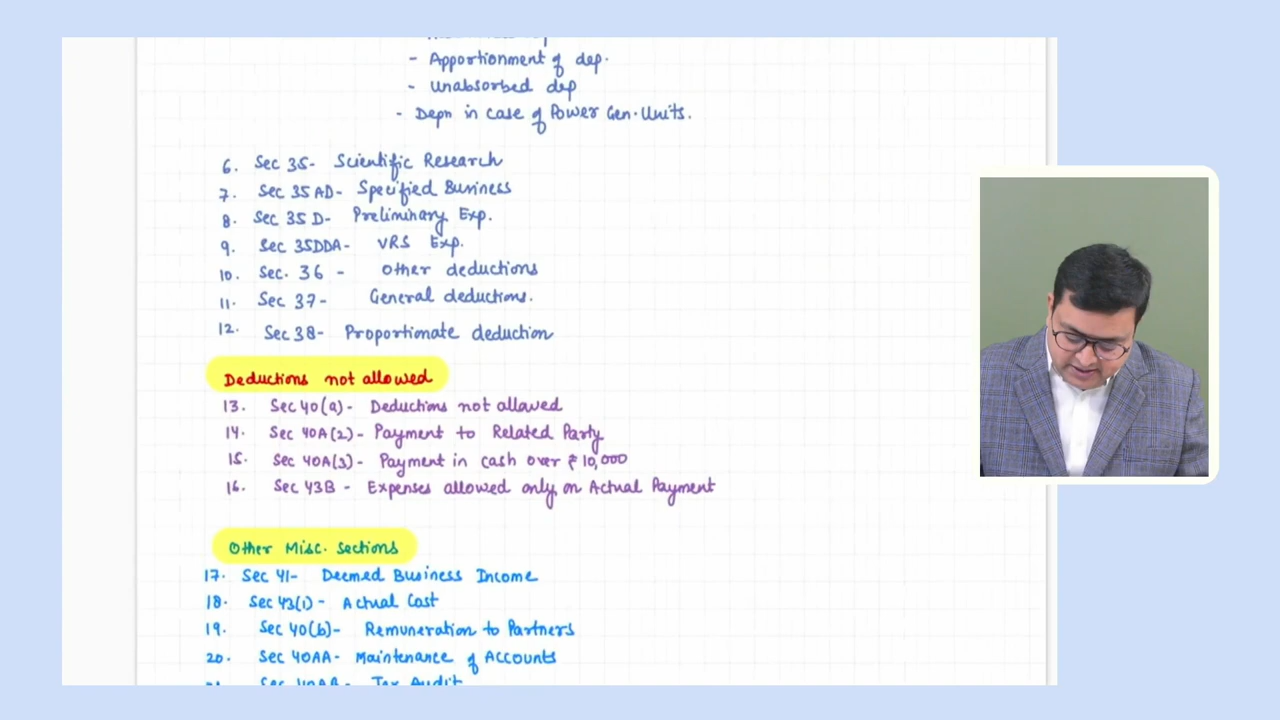 - Apportionment of dep.
- Unabsorbed dep
- Depn in case of Power Gen. Units.
6. Sec 35- Scientific Research
7. Sec 35 AD- Specified Business
8. Sec 35 D- Preliminary Exp.
9. Sec 35DDA- VRS Exp.
10. Sec. 36 - Other deductions
11. Sec 37- General deductions.
12. Sec 38- Proportionate deduction
Deductions not allowed
13. Sec 40(a)- Deductions not allowed
14. Sec 40A(2)- Payment to Related Party
15. Sec 40A(3)- Payment in cash over ₹ 10,000
16. Sec 43B - Expenses allowed only on Actual Payment
Other Misc. Sections
17. Sec 41- Deemed Business Income
18. Sec 43(1)- Actual Cost
19. Sec 40(b)- Remuneration to Partners
20. Sec 40AA- Maintenance of Accounts
Tax Audit